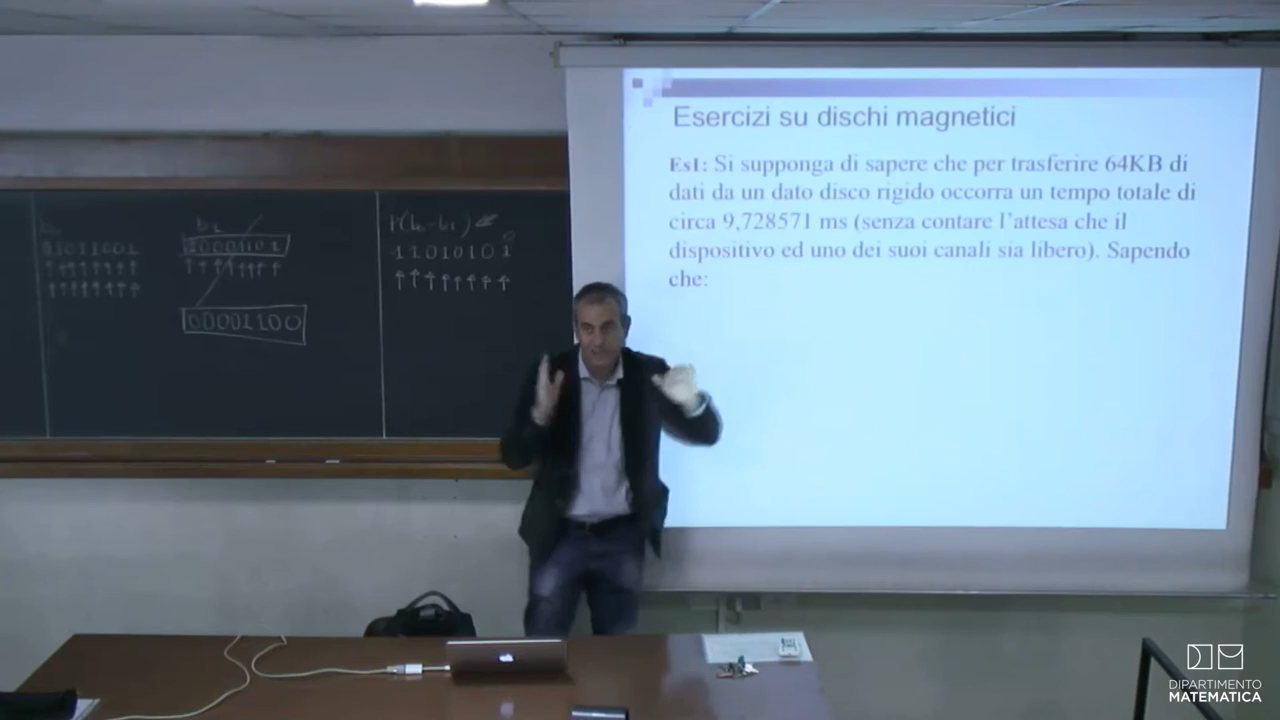 Esercizi su dischi magnetici
Es1: Si supponga di sapere che per trasferire 64KB di
dati da un dato disco rigido occorra un tempo totale di
circa 9,728571 ms (senza contare l'attesa che il
dispositivo ed uno dei suoi canali sia libero). Sapendo
che:
11010101
00001100
DIPARTIMENTO
MATEMATICA